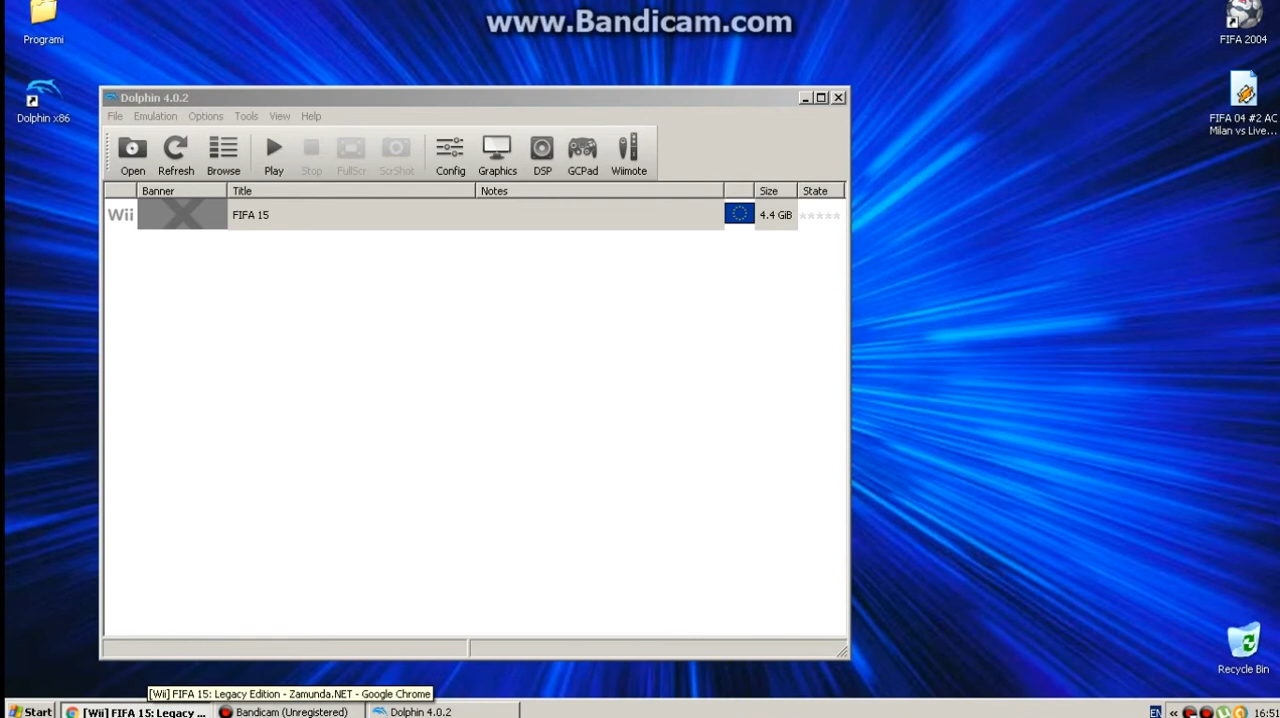 www.Bandicam.com
Programi
FIFA 2004
Dolphin x86
FIFA 04 #2 AC
Milan vs Live...
Dolphin 4.0.2
File Emulation Options Tools View Help
Open Refresh Browse Play Stop FullScr ScrShot Config Graphics DSP GCPad Wiimote
Banner Title Notes Size State
Wii FIFA 15 4.4 GiB
Recycle Bin
[Wii] FIFA 15: Legacy Edition - Zamunda.NET - Google Chrome
Start [Wii] FIFA 15: Legacy ... Bandicam (Unregistered) Dolphin 4.0.2 EN « 16:51